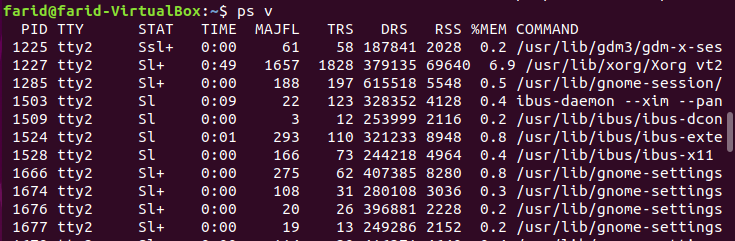 farid@farid-VirtualBox:~$ ps v
PID TTY STAT TIME MAJFL TRS DRS RSS %MEM COMMAND
1225 tty2 Ssl+ 0:00 61 58 187841 2028 0.2 /usr/lib/gdm3/gdm-x-ses
1227 tty2 Sl+ 0:49 1657 1828 379135 69640 6.9 /usr/lib/xorg/Xorg vt2
1285 tty2 Sl+ 0:00 188 197 615518 5548 0.5 /usr/lib/gnome-session/
1503 tty2 Sl 0:09 22 123 328352 4128 0.4 ibus-daemon --xim --pan
1509 tty2 Sl 0:00 3 12 253999 2116 0.2 /usr/lib/ibus/ibus-dcon
1524 tty2 Sl 0:01 293 110 321233 8948 0.8 /usr/lib/ibus/ibus-exte
1528 tty2 Sl 0:00 166 73 244218 4964 0.4 /usr/lib/ibus/ibus-x11
1666 tty2 Sl+ 0:00 275 62 407385 8280 0.8 /usr/lib/gnome-settings
1674 tty2 Sl+ 0:00 108 31 280108 3036 0.3 /usr/lib/gnome-settings
1676 tty2 Sl+ 0:00 20 26 396881 2228 0.2 /usr/lib/gnome-settings
1677 tty2 Sl+ 0:00 19 13 249286 2152 0.2 /usr/lib/gnome-settings